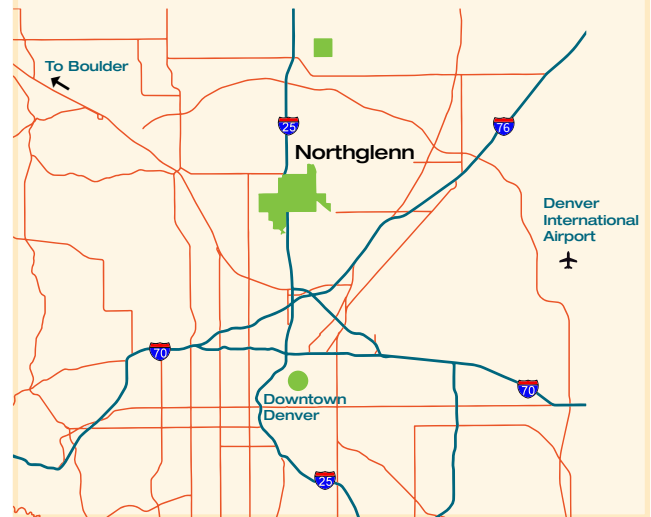 To Boulder
25
76
Northglenn
Denver
International
Airport
70
70
Downtown
Denver
25